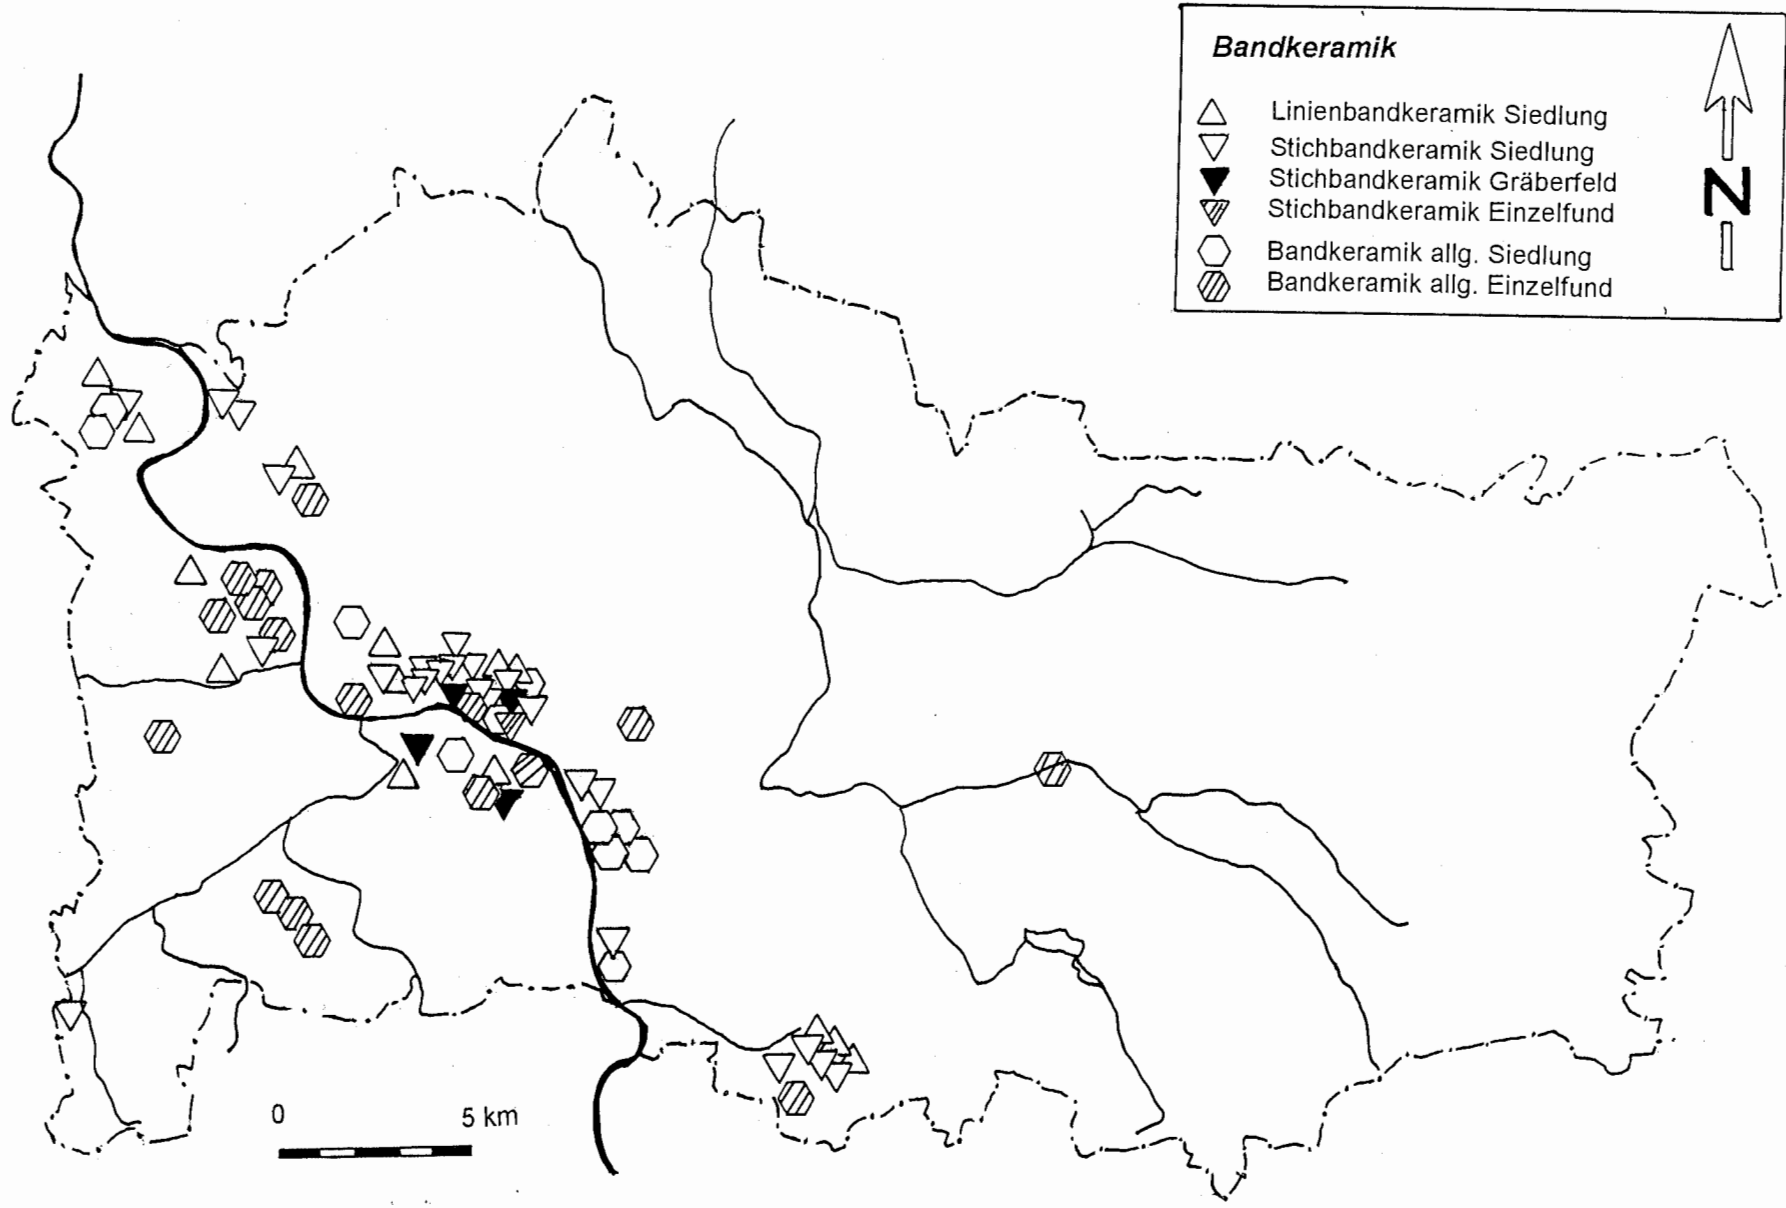 Bandkeramik
Linienbandkeramik Siedlung
Stichbandkeramik Siedlung
Stichbandkeramik Gräberfeld
Stichbandkeramik Einzelfund
Bandkeramik allg. Siedlung
Bandkeramik allg. Einzelfund
N
0 5 km